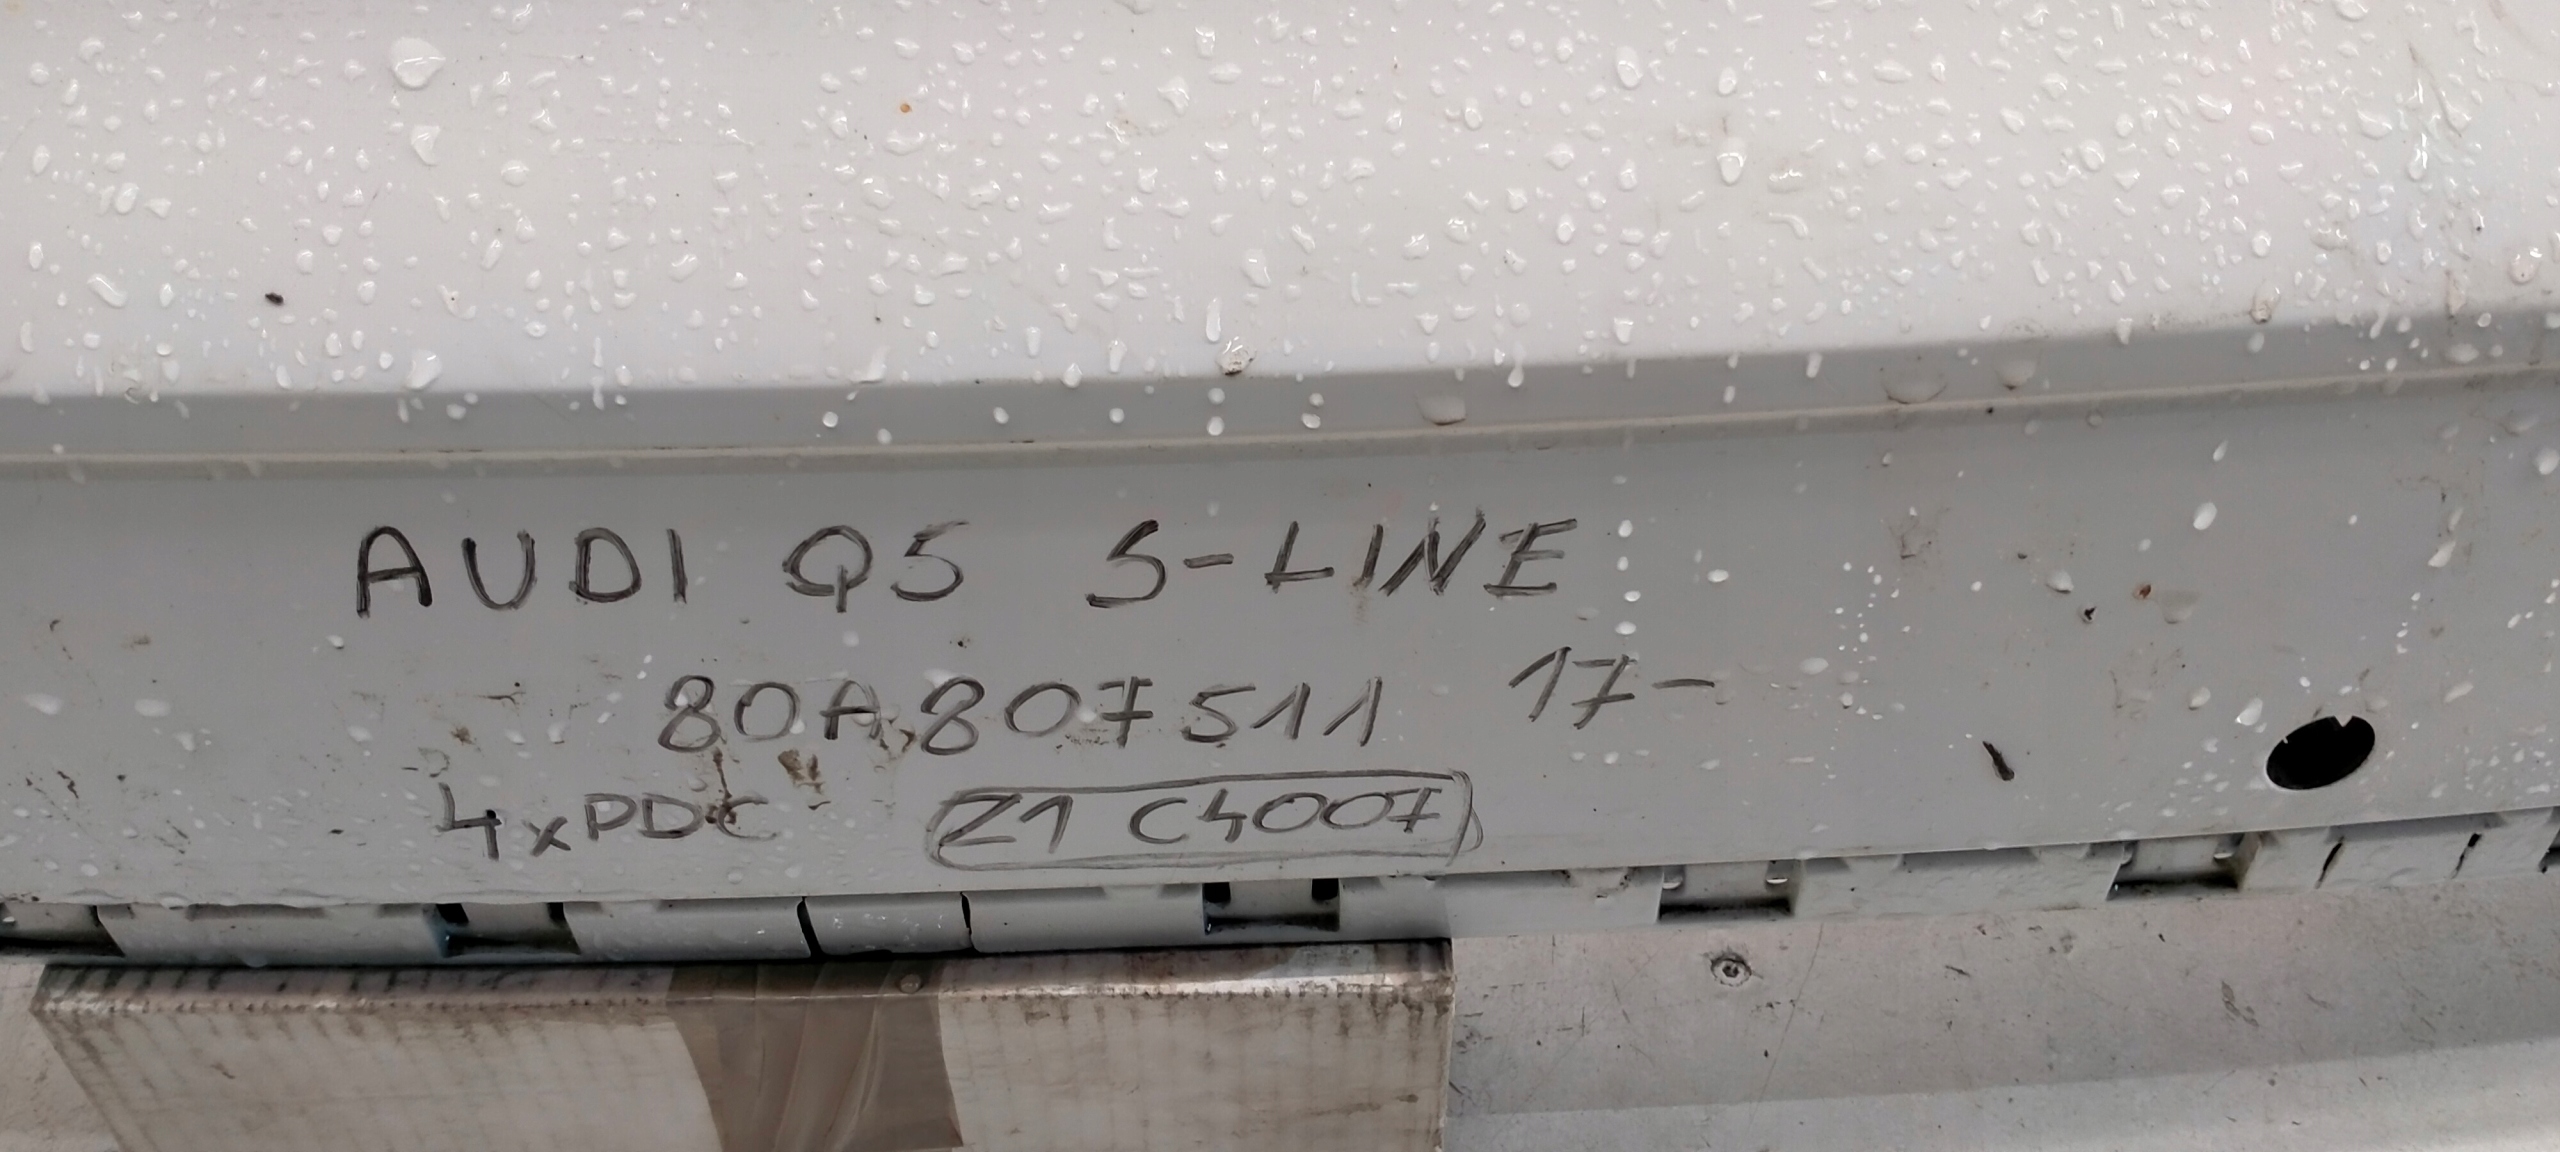 AUDI Q5 S-LINE
80A807511 17-
4xPDC Z1 C4007